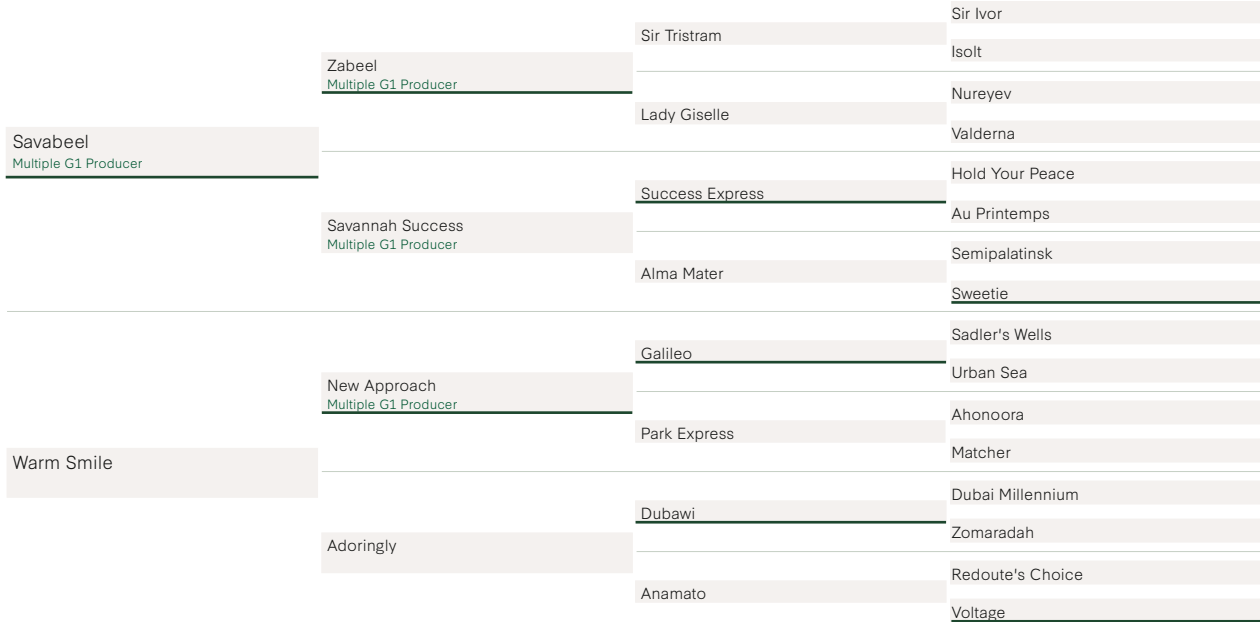 Savabeel
Multiple G1 Producer
Warm Smile
Zabeel
Multiple G1 Producer
Savannah Success
Multiple G1 Producer
New Approach
Multiple G1 Producer
Adoringly
Sir Tristram
Lady Giselle
Success Express
Alma Mater
Galileo
Park Express
Dubawi
Anamato
Sir Ivor
Isolt
Nureyev
Valderna
Hold Your Peace
Au Printemps
Semipalatinsk
Sweetie
Sadler's Wells
Urban Sea
Ahonoora
Matcher
Dubai Millennium
Zomaradah
Redoute's Choice
Voltage